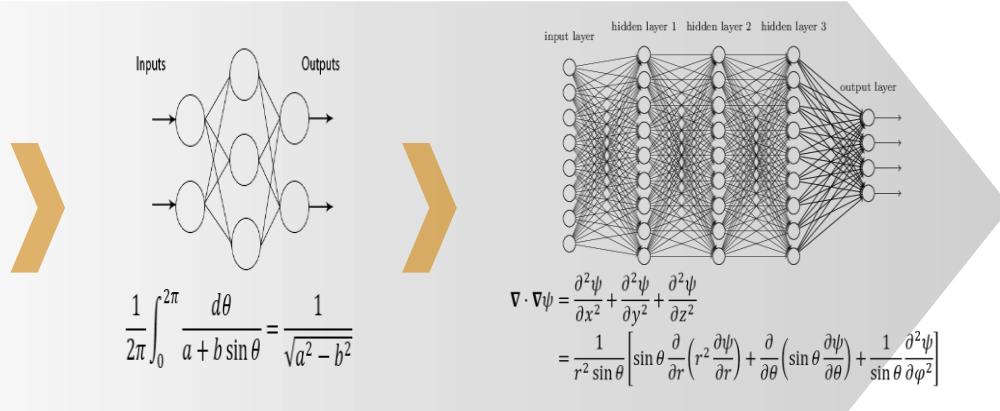 Inputs
Outputs
1/2π ∫₀^2π dθ/(a + b sin θ) = 1/√(a² − b²)
input layer
hidden layer 1 hidden layer 2 hidden layer 3
output layer
∇ · ∇ψ = ∂²ψ/∂x² + ∂²ψ/∂y² + ∂²ψ/∂z²
= 1/(r² sin θ) [sin θ ∂/∂r (r² ∂ψ/∂r) + ∂/∂θ (sin θ ∂ψ/∂θ) + 1/sin θ ∂²ψ/∂φ²]